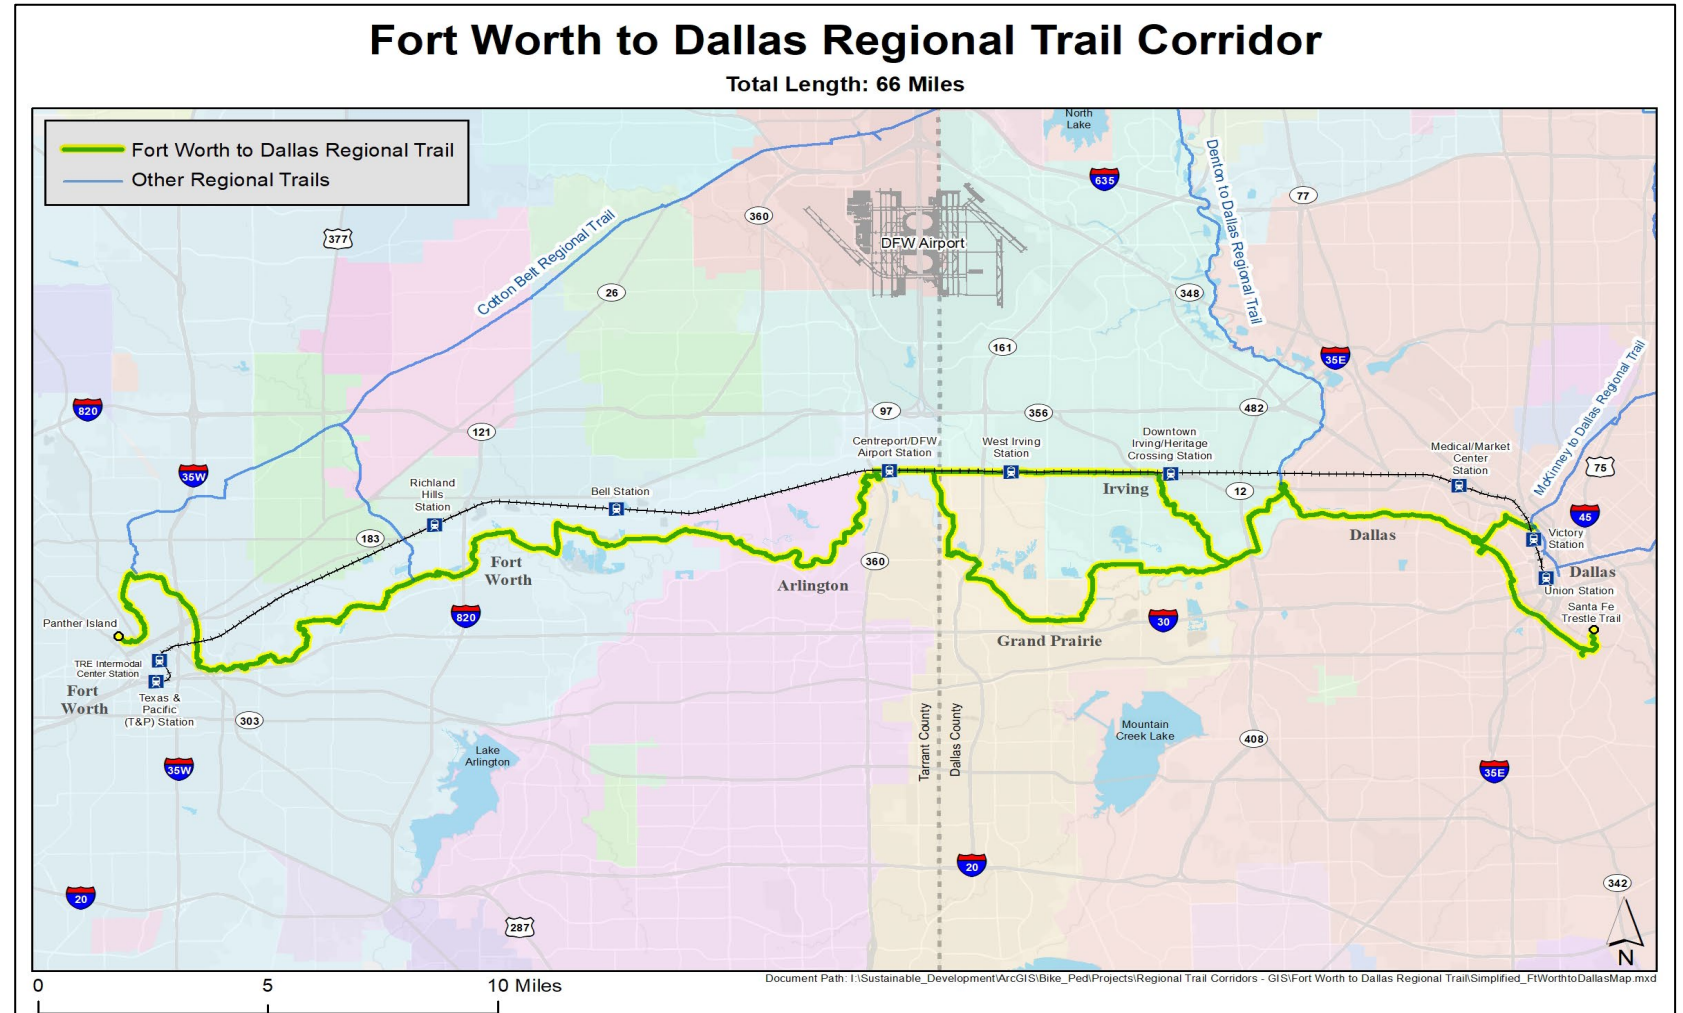 Fort Worth to Dallas Regional Trail Corridor
Total Length: 66 Miles
Fort Worth to Dallas Regional Trail
Other Regional Trails
North
Lake
635
77
360
377
DFW Airport
Cotton Belt Regional Trail
Denton to Dallas Regional Trail
26
348
161
35E
McKinney to Dallas Regional Trail
820
97
356
482
121
Centreport/DFW
Airport Station
West Irving
Station
Downtown
Irving/Heritage
Crossing Station
Medical/Market
Center
Station
75
35W
Richland
Hills
Station
Bell Station
Irving
12
45
183
Dallas
Victory
Station
Fort
Worth
360
Arlington
Dallas
Union Station
Santa Fe
Trestle Trail
820
30
Panther Island
Grand Prairie
TRE Intermodal
Center Station
Fort
Worth
Texas &
Pacific
(T&P) Station
303
Tarrant County
Dallas County
Mountain
Creek Lake
408
Lake
Arlington
35W
35E
20
20
342
287
N
Document Path: I:\Sustainable_Development\ArcGIS\Bike_Ped\Projects\Regional Trail Corridors - GIS\Fort Worth to Dallas Regional Trail\Simplified_FtWorthtoDallasMap.mxd
0 5 10 Miles